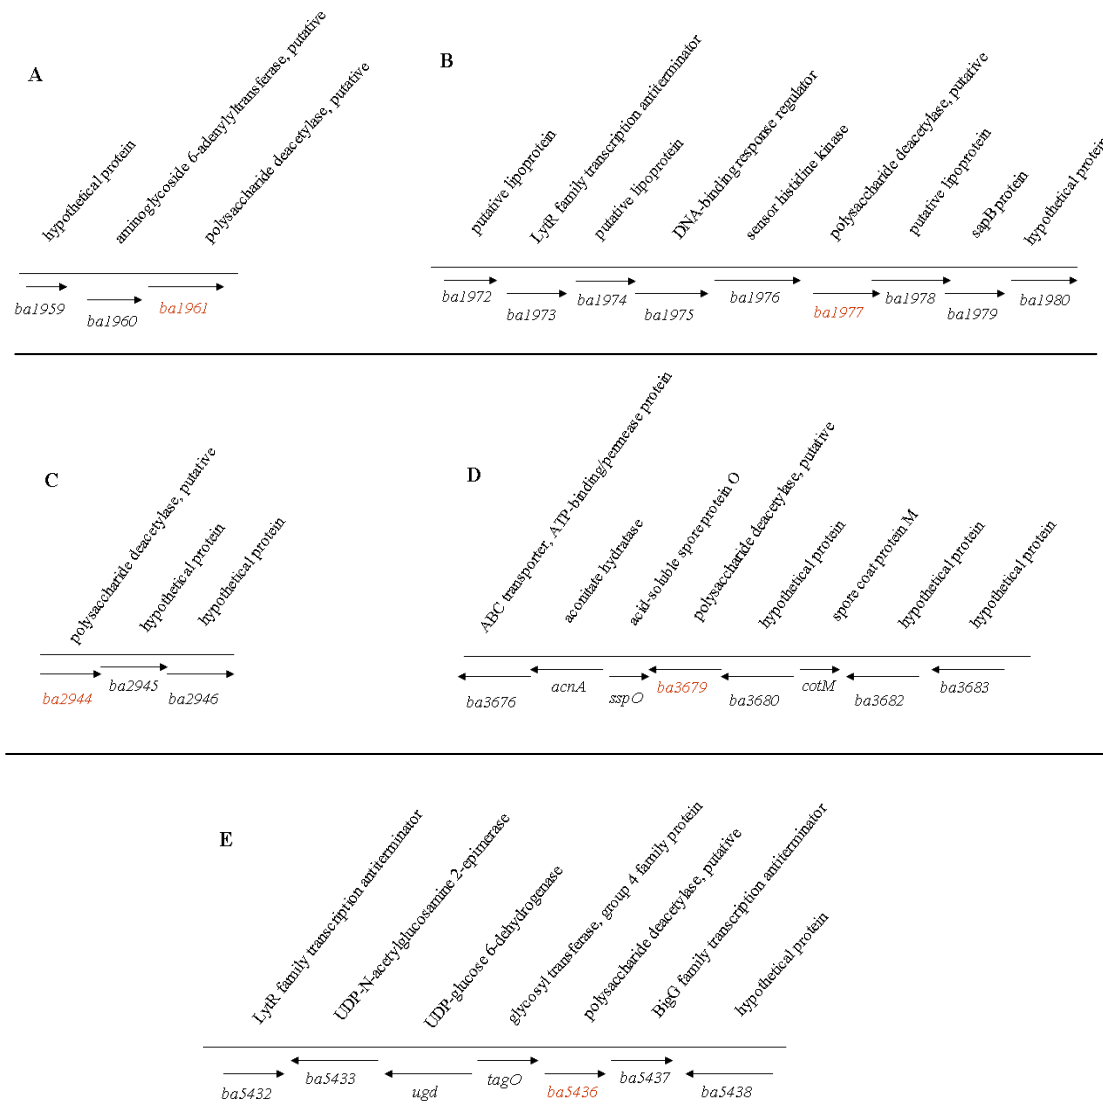 A
hypothetical protein
aminoglycoside 6-adenylyltransferase, putative
polysaccharide deacetylase, putative
ba1959
ba1960
ba1961
B
putative lipoprotein
LytR family transcription antiterminator
putative lipoprotein
DNA-binding response regulator
sensor histidine kinase
polysaccharide deacetylase, putative
putative lipoprotein
sapB protein
hypothetical protein
ba1972
ba1973
ba1974
ba1975
ba1976
ba1977
ba1978
ba1979
ba1980
C
polysaccharide deacetylase, putative
hypothetical protein
hypothetical protein
ba2944
ba2945
ba2946
D
ABC transporter, ATP-binding/permease protein
aconitate hydratase
acid-soluble spore protein O
polysaccharide deacetylase, putative
hypothetical protein
spore coat protein M
hypothetical protein
hypothetical protein
ba3676
acnA
sspO
ba3679
ba3680
cotM
ba3682
ba3683
E
LytR family transcription antiterminator
UDP-N-acetylglucosamine 2-epimerase
UDP-glucose 6-dehydrogenase
glycosyl transferase, group 4 family protein
polysaccharide deacetylase, putative
BigG family transcription antiterminator
hypothetical protein
ba5432
ba5433
ugd
tagO
ba5436
ba5437
ba5438